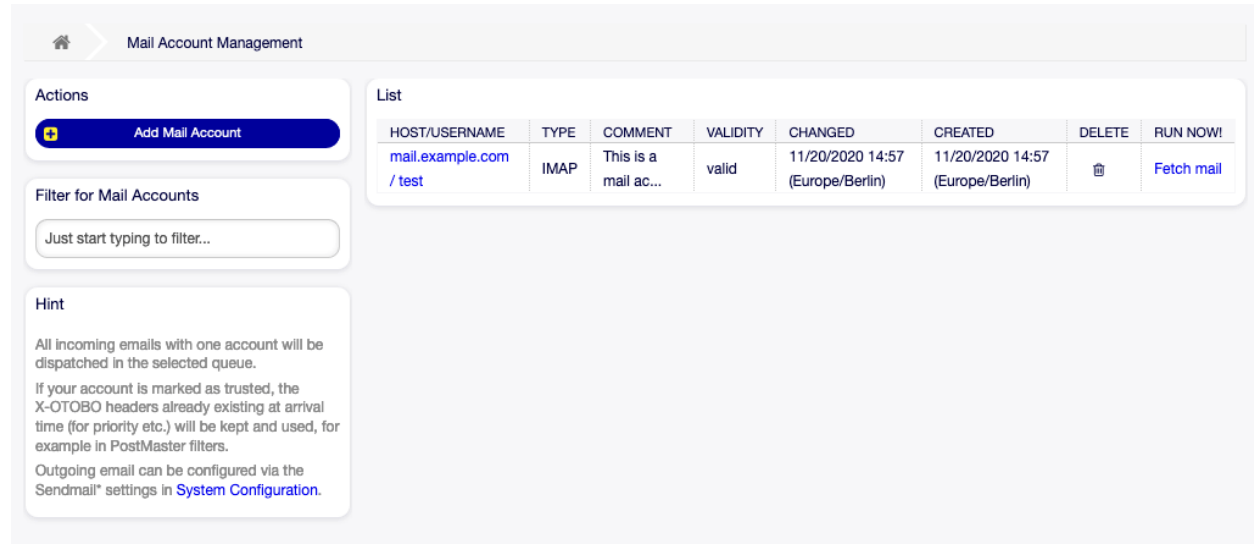 Mail Account Management
Actions
Add Mail Account
Filter for Mail Accounts
Just start typing to filter...
Hint
All incoming emails with one account will be
dispatched in the selected queue.
If your account is marked as trusted, the
X-OTOBO headers already existing at arrival
time (for priority etc.) will be kept and used, for
example in PostMaster filters.
Outgoing email can be configured via the
Sendmail* settings in System Configuration.
List
HOST/USERNAME TYPE COMMENT VALIDITY CHANGED CREATED DELETE RUN NOW!
mail.example.com IMAP This is a valid 11/20/2020 14:57 11/20/2020 14:57 Fetch mail
/ test mail ac... (Europe/Berlin) (Europe/Berlin)